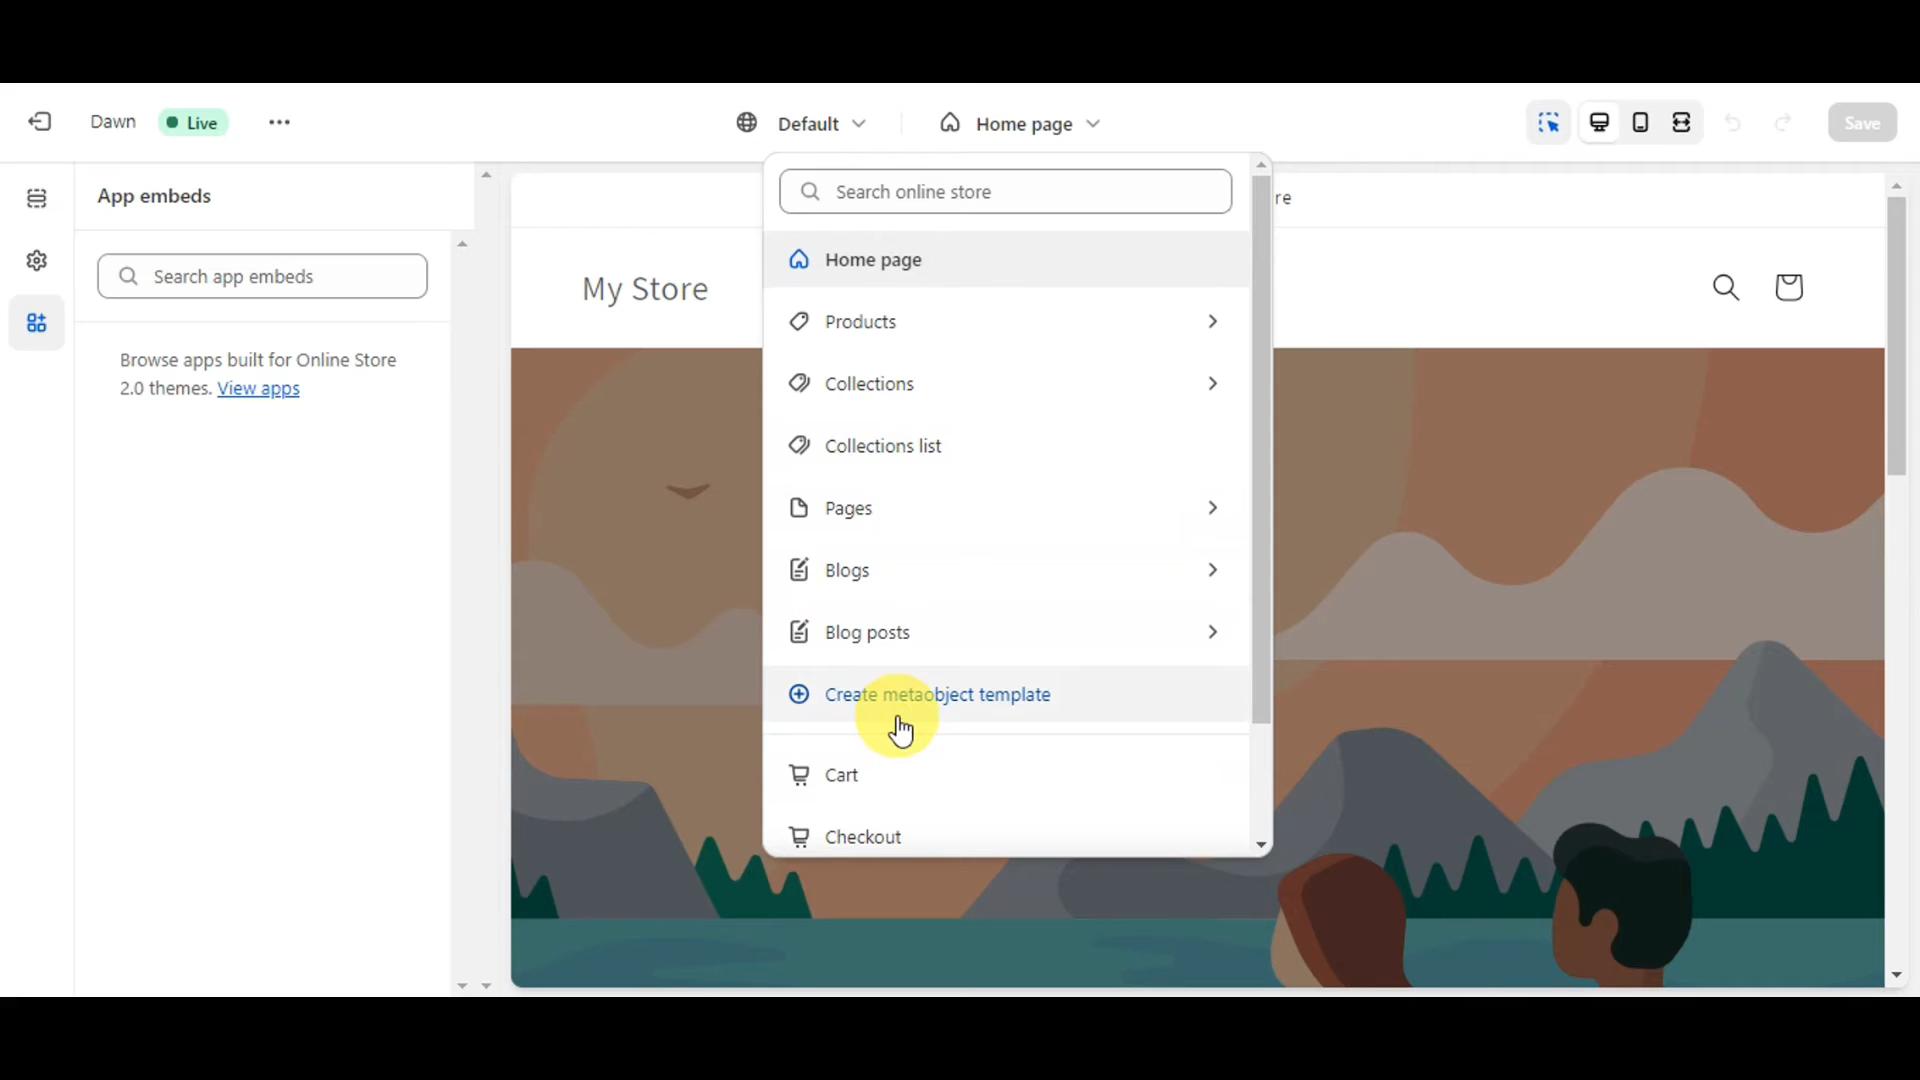 Dawn
Live
Default
Home page
Save
App embeds
Search app embeds
Browse apps built for Online Store
2.0 themes. View apps
Search online store
Home page
Products
Collections
Collections list
Pages
Blogs
Blog posts
Create metaobject template
Cart
Checkout
re
My Store